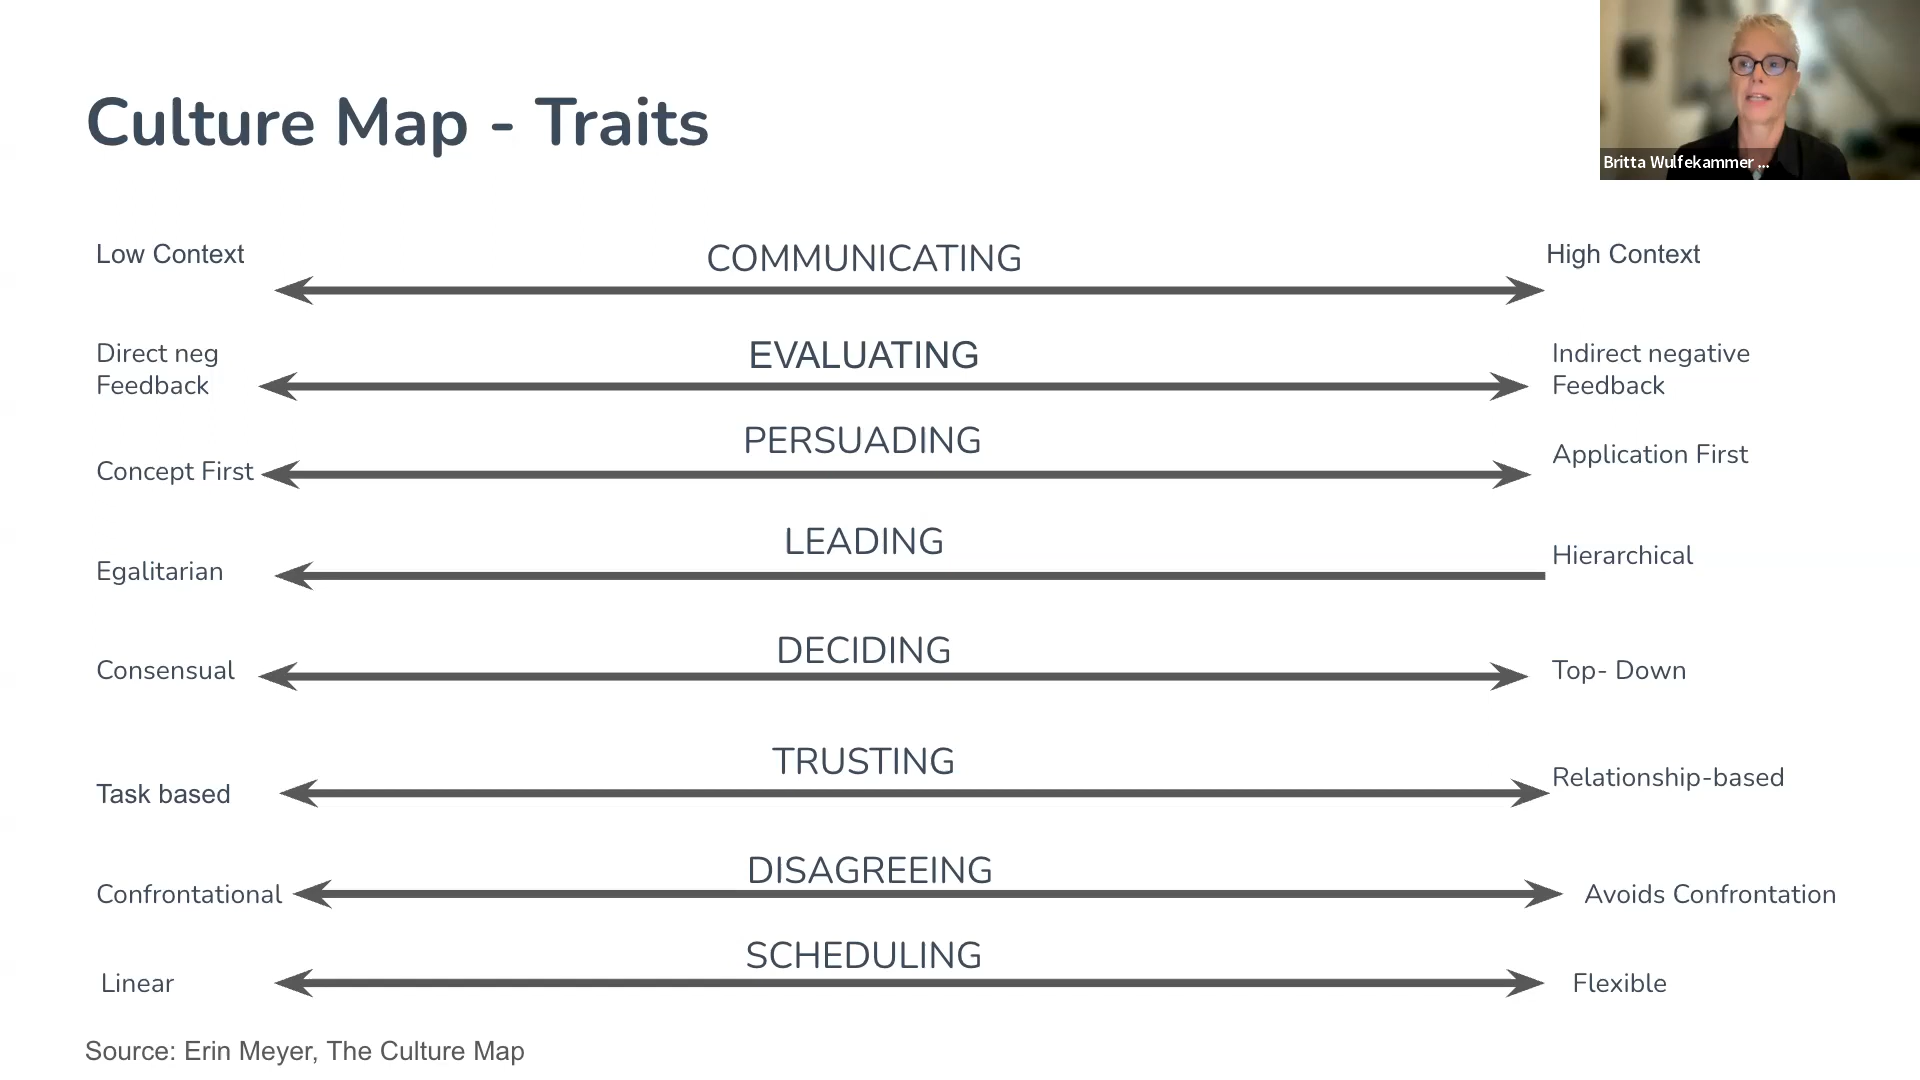 Culture Map - Traits
Britta Wulfekammer ...
Low Context
COMMUNICATING
High Context
Direct neg
Feedback
EVALUATING
Indirect negative
Feedback
Concept First
PERSUADING
Application First
Egalitarian
LEADING
Hierarchical
Consensual
DECIDING
Top- Down
Task based
TRUSTING
Relationship-based
Confrontational
DISAGREEING
Avoids Confrontation
Linear
SCHEDULING
Flexible
Source: Erin Meyer, The Culture Map